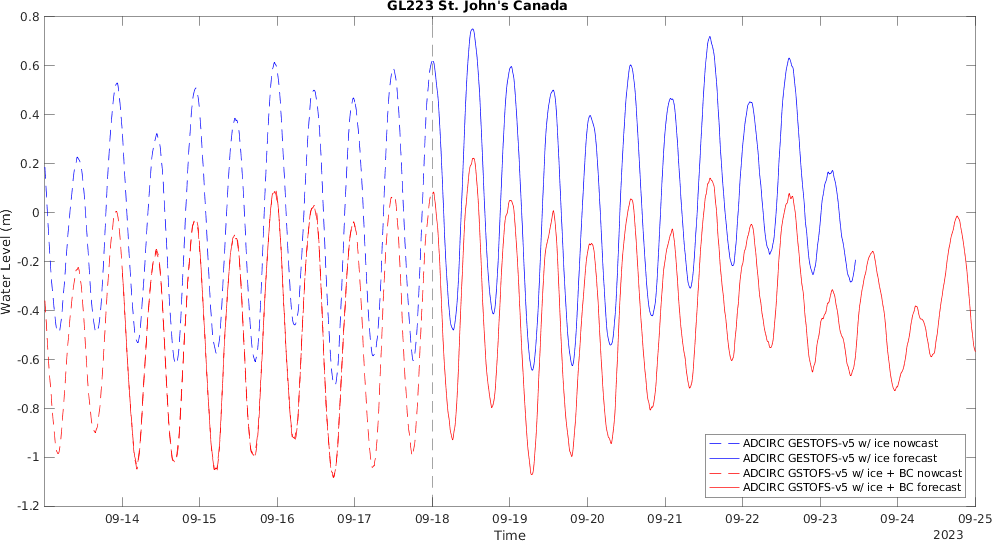 GL223 St. John's Canada
0.8
0.6
0.4
0.2
0
-0.2
-0.4
-0.6
-0.8
-1
-1.2
Water Level (m)
ADCIRC GESTOFS-v5 w/ ice nowcast
ADCIRC GESTOFS-v5 w/ ice forecast
ADCIRC GSTOFS-v5 w/ ice + BC nowcast
ADCIRC GSTOFS-v5 w/ ice + BC forecast
09-14 09-15 09-16 09-17 09-18 09-19 09-20 09-21 09-22 09-23 09-24 09-25
Time
2023